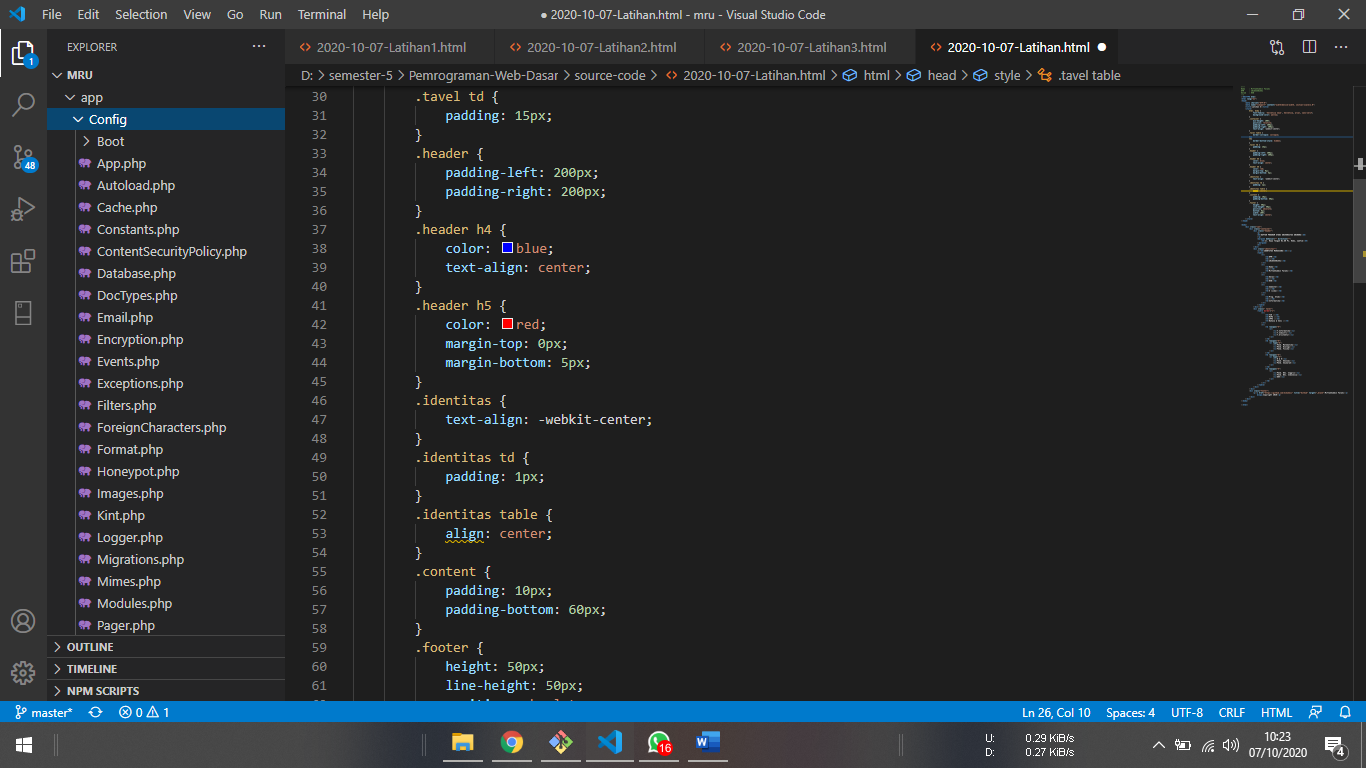 File Edit Selection View Go Run Terminal Help
● 2020-10-07-Latihan.html - mru - Visual Studio Code
EXPLORER
MRU
app
Config
Boot
App.php
Autoload.php
Cache.php
Constants.php
ContentSecurityPolicy.php
Database.php
DocTypes.php
Email.php
Encryption.php
Events.php
Exceptions.php
Filters.php
ForeignCharacters.php
Format.php
Honeypot.php
Images.php
Kint.php
Logger.php
Migrations.php
Mimes.php
Modules.php
Pager.php
OUTLINE
TIMELINE
NPM SCRIPTS
1
48
2020-10-07-Latihan1.html
2020-10-07-Latihan2.html
2020-10-07-Latihan3.html
2020-10-07-Latihan.html
D: > semester-5 > Pemrograman-Web-Dasar > source-code > 2020-10-07-Latihan.html > html > head > style > .tavel table
30 .tavel td {
31 padding: 15px;
32 }
33 .header {
34 padding-left: 200px;
35 padding-right: 200px;
36 }
37 .header h4 {
38 color: blue;
39 text-align: center;
40 }
41 .header h5 {
42 color: red;
43 margin-top: 0px;
44 margin-bottom: 5px;
45 }
46 .identitas {
47 text-align: -webkit-center;
48 }
49 .identitas td {
50 padding: 1px;
51 }
52 .identitas table {
53 align: center;
54 }
55 .content {
56 padding: 10px;
57 padding-bottom: 60px;
58 }
59 .footer {
60 height: 50px;
61 line-height: 50px;
master* 0 1
Ln 26, Col 10 Spaces: 4 UTF-8 CRLF HTML
16
U: 0.29 KiB/s
D: 0.27 KiB/s
10:23
07/10/2020
4